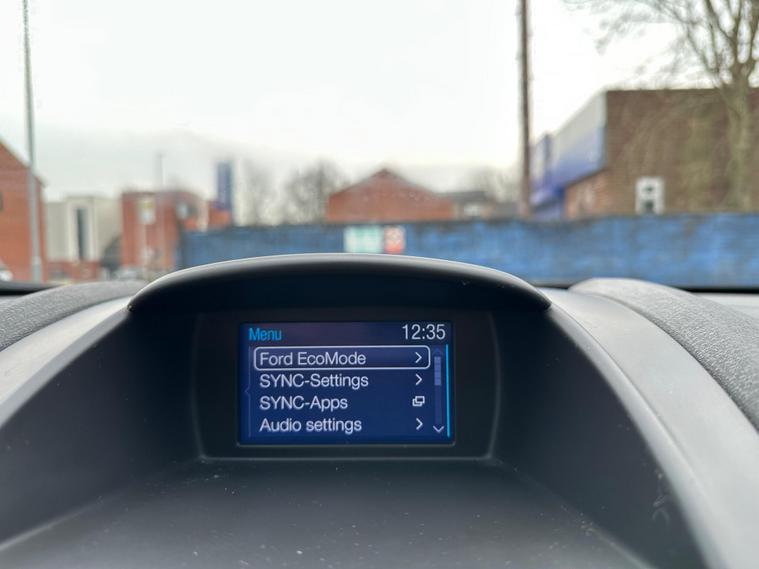 Menu 12:35
Ford EcoMode
SYNC-Settings
SYNC-Apps
Audio settings